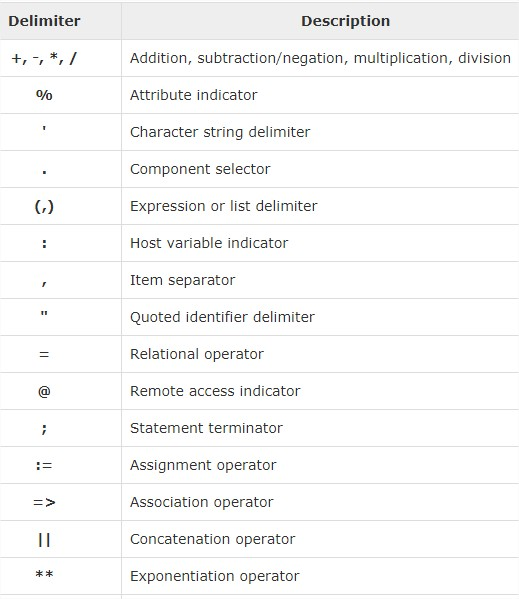 Delimiter Description
+, -, *, / Addition, subtraction/negation, multiplication, division
% Attribute indicator
' Character string delimiter
. Component selector
(,) Expression or list delimiter
: Host variable indicator
, Item separator
" Quoted identifier delimiter
= Relational operator
@ Remote access indicator
; Statement terminator
:= Assignment operator
=> Association operator
|| Concatenation operator
** Exponentiation operator